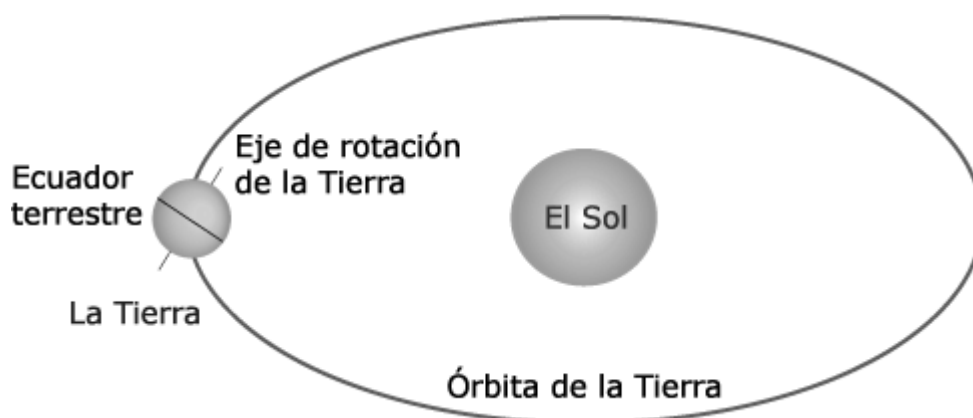 Eje de rotación
de la Tierra
Ecuador
terrestre
El Sol
La Tierra
Órbita de la Tierra